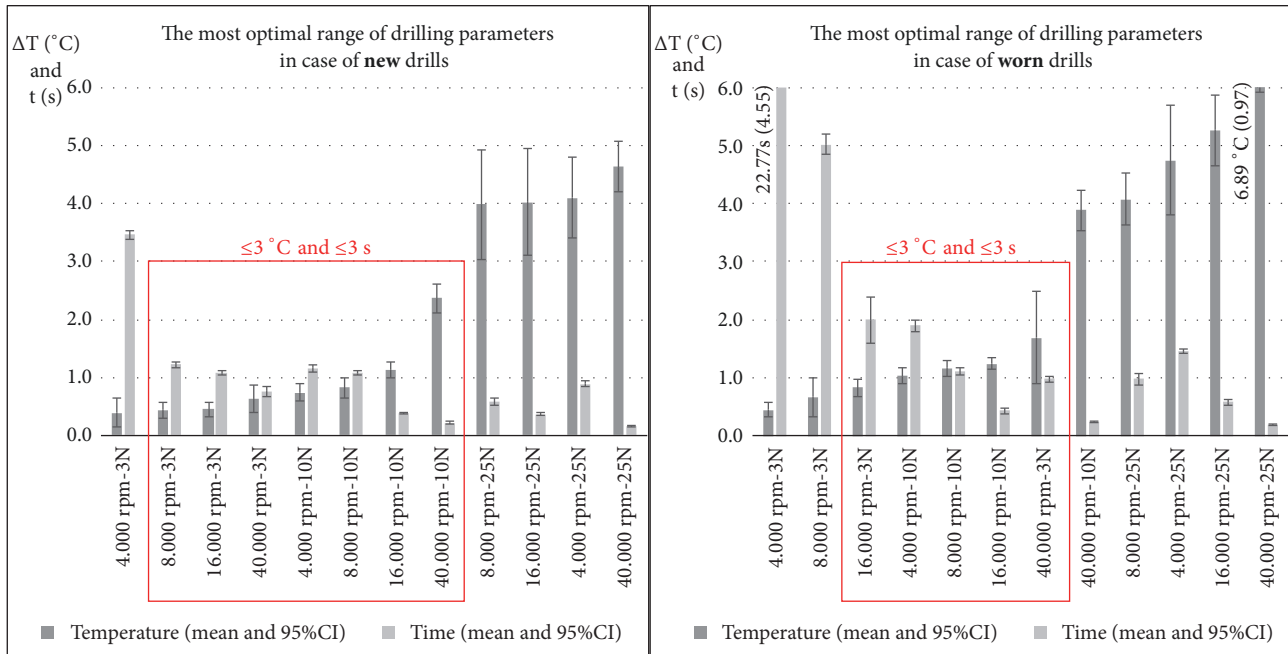 The most optimal range of drilling parameters
in case of new drills
ΔT (˚C)
and
t (s)
6.0
5.0
4.0
3.0
2.0
1.0
0.0
≤3 ˚C and ≤3 s
4.000 rpm-3N
8.000 rpm-3N
16.000 rpm-3N
40.000 rpm-3N
4.000 rpm-10N
8.000 rpm-10N
16.000 rpm-10N
40.000 rpm-10N
8.000 rpm-25N
16.000 rpm-25N
4.000 rpm-25N
40.000 rpm-25N
Temperature (mean and 95%CI)
Time (mean and 95%CI)
The most optimal range of drilling parameters
in case of worn drills
ΔT (˚C)
and
t (s)
6.0
5.0
4.0
3.0
2.0
1.0
0.0
22.77s (4.55)
6.89 ˚C (0.97)
≤3 ˚C and ≤3 s
4.000 rpm-3N
8.000 rpm-3N
16.000 rpm-3N
4.000 rpm-10N
8.000 rpm-10N
16.000 rpm-10N
40.000 rpm-3N
40.000 rpm-10N
8.000 rpm-25N
4.000 rpm-25N
16.000 rpm-25N
40.000 rpm-25N
Temperature (mean and 95%CI)
Time (mean and 95%CI)